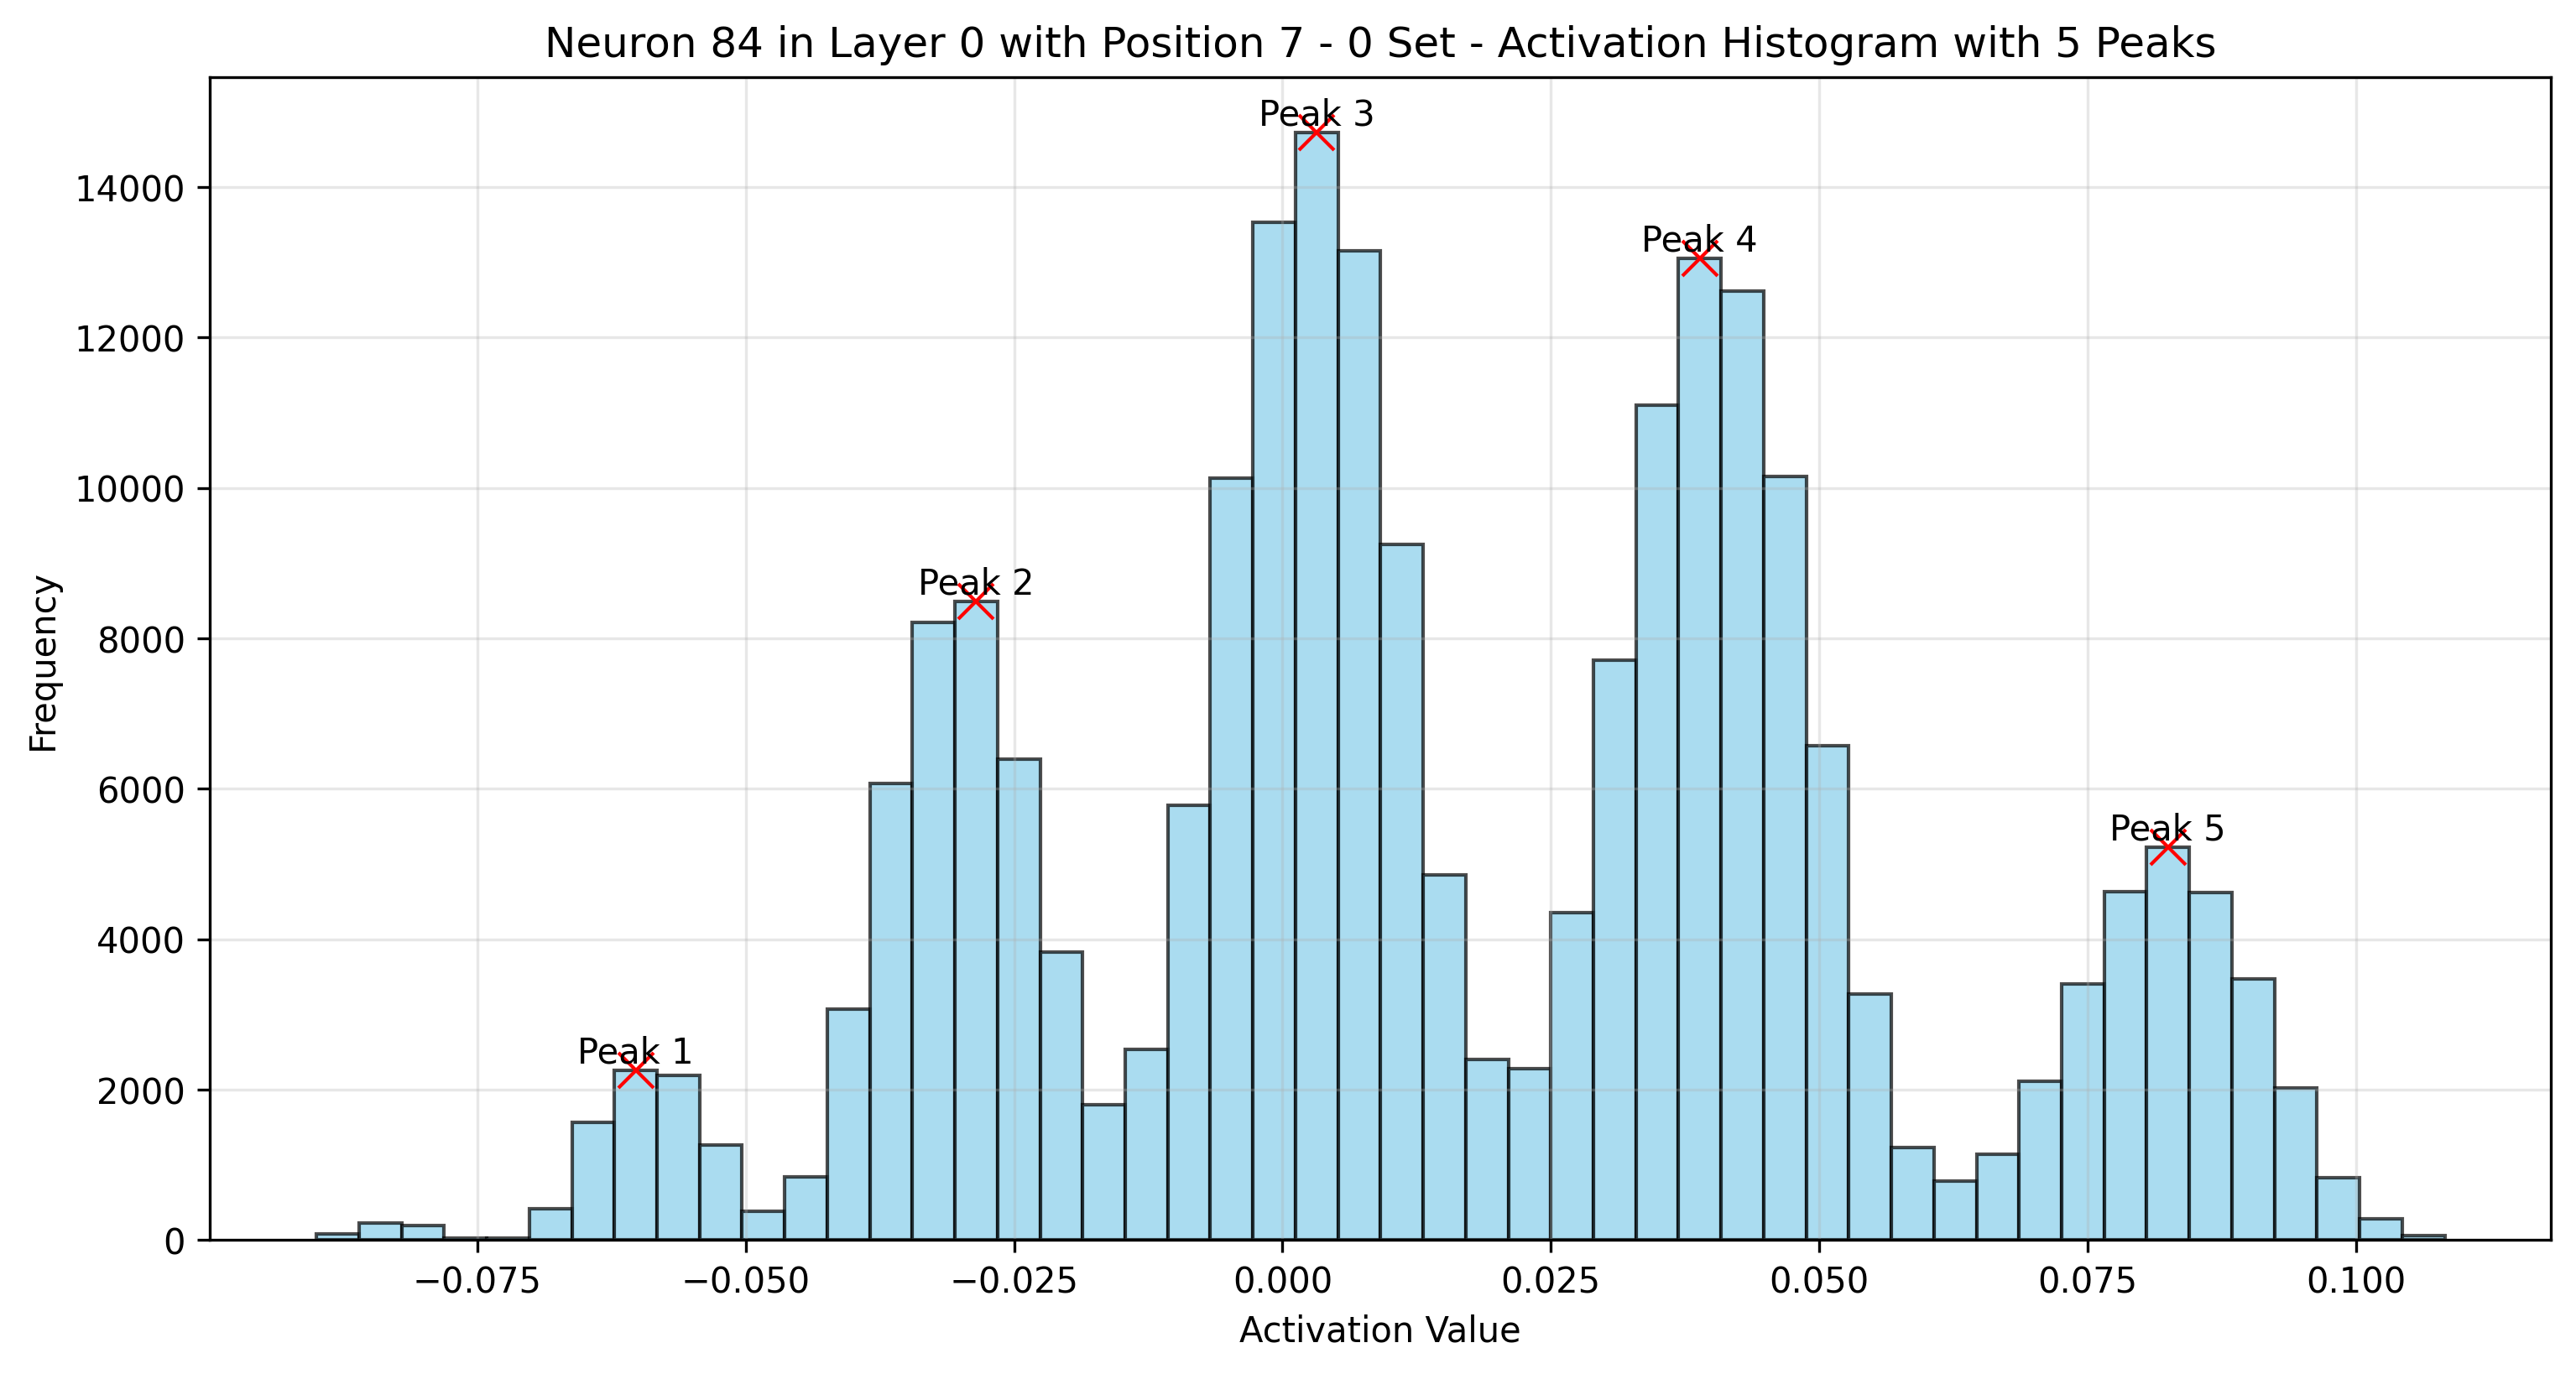 Neuron 84 in Layer 0 with Position 7 - 0 Set - Activation Histogram with 5 Peaks
Peak 3
Peak 4
Peak 2
Peak 5
Peak 1
14000
12000
10000
8000
6000
4000
2000
0
Frequency
−0.075 −0.050 −0.025 0.000 0.025 0.050 0.075 0.100
Activation Value